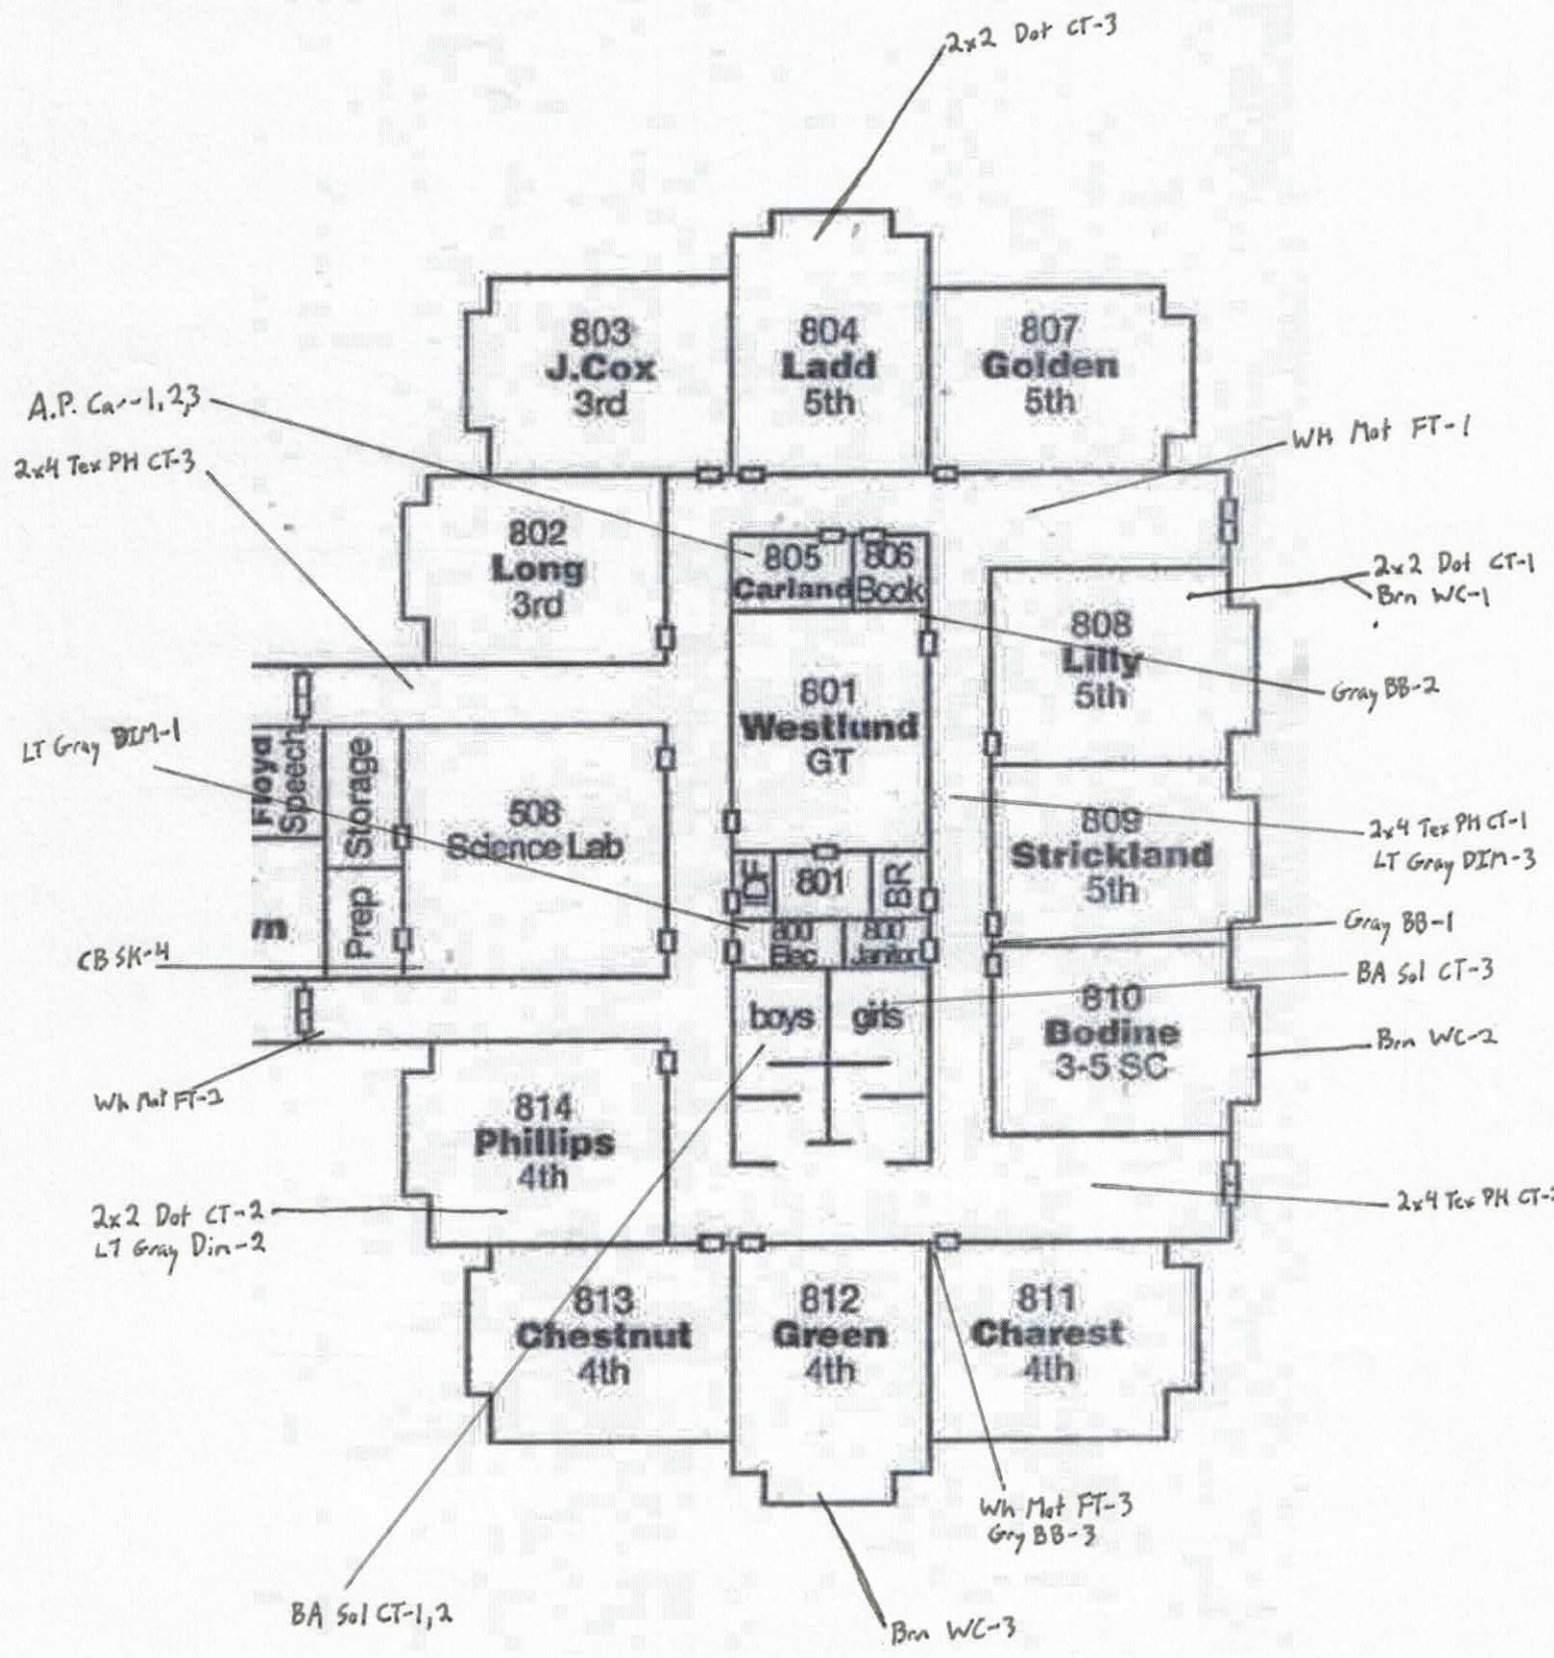 2x2 Dot CT-3
803
J.Cox
3rd
804
Ladd
5th
807
Golden
5th
A.P. Car-1,2,3
2x4 Tex PH CT-3
WH Mat FT-1
802
Long
3rd
805
Carland
806
Book
2x2 Dot CT-1
Brn WC-1
808
Lilly
5th
Gray BB-2
801
Westlund
GT
LT Gray DIM-1
Floyd
Speech
Storage
508
Science Lab
809
Strickland
5th
2x4 Tex PH CT-1
LT Gray DIM-3
IDF
801
BR
Prep
m
800
Elec
800
Janitor
Gray BB-1
CB SK-4
BA Sol CT-3
boys
girls
810
Bodine
3-5 SC
Brn WC-2
Wh Mat FT-2
814
Phillips
4th
2x2 Dot CT-2
LT Gray Dim-2
2x4 Tex PH CT-
813
Chestnut
4th
812
Green
4th
811
Charest
4th
Wh Mat FT-3
Gry BB-3
BA Sol CT-1,2
Brn WC-3